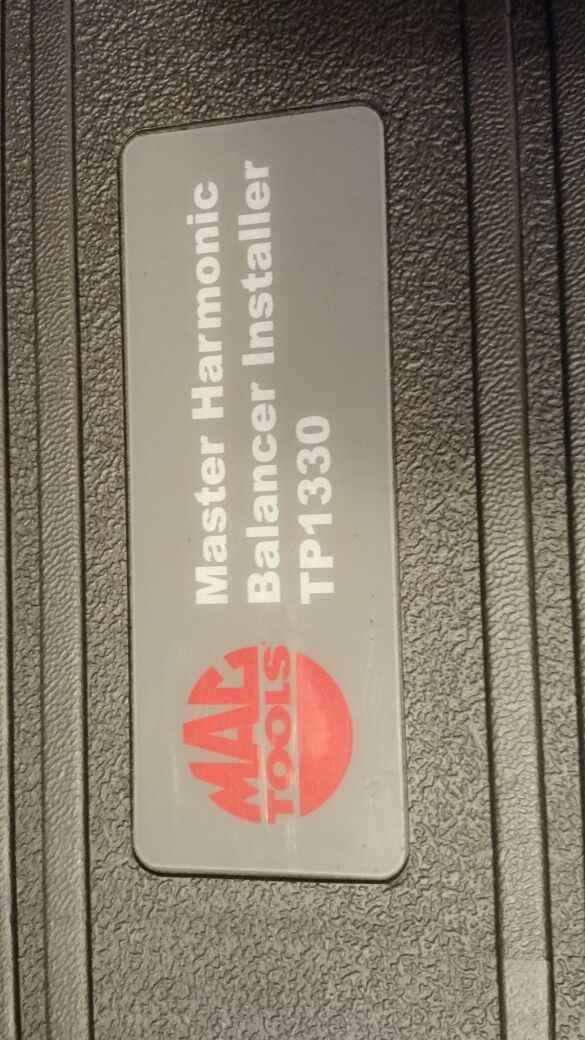 MAC
TOOLS
Master Harmonic
Balancer Installer
TP1330